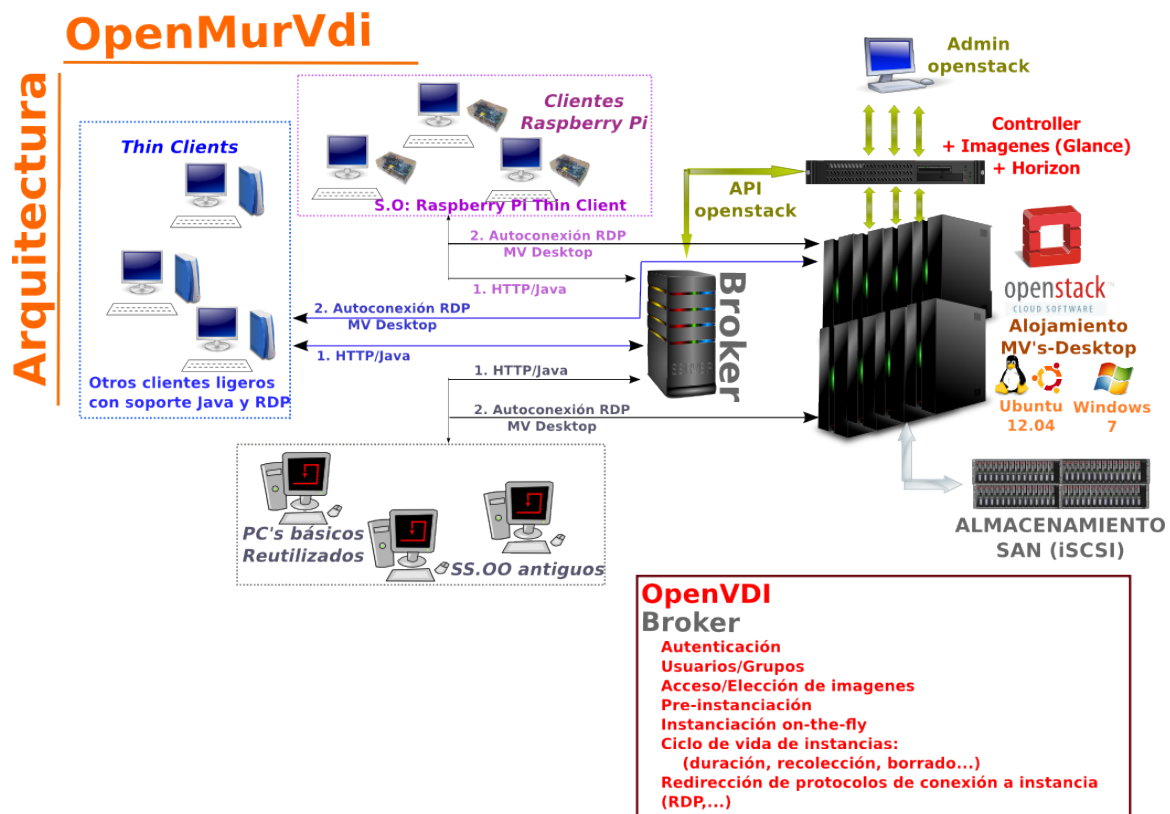 OpenMurVdi
Arquitectura
Admin
openstack
Clientes
Raspberry Pi
Controller
+ Imagenes (Glance)
+ Horizon
Thin Clients
API
openstack
S.O: Raspberry Pi Thin Client
2. Autoconexión RDP
MV Desktop
1. HTTP/Java
Broker
openstack
CLOUD SOFTWARE
2. Autoconexión RDP
MV Desktop
Alojamiento
MV's-Desktop
1. HTTP/Java
Otros clientes ligeros
con soporte Java y RDP
1. HTTP/Java
2. Autoconexión RDP
MV Desktop
Ubuntu
12.04
Windows
7
PC's básicos
Reutilizados
SS.OO antiguos
ALMACENAMIENTO
SAN (iSCSI)
OpenVDI
Broker
Autenticación
Usuarios/Grupos
Acceso/Elección de imagenes
Pre-instanciación
Instanciación on-the-fly
Ciclo de vida de instancias:
(duración, recolección, borrado...)
Redirección de protocolos de conexión a instancia
(RDP,...)